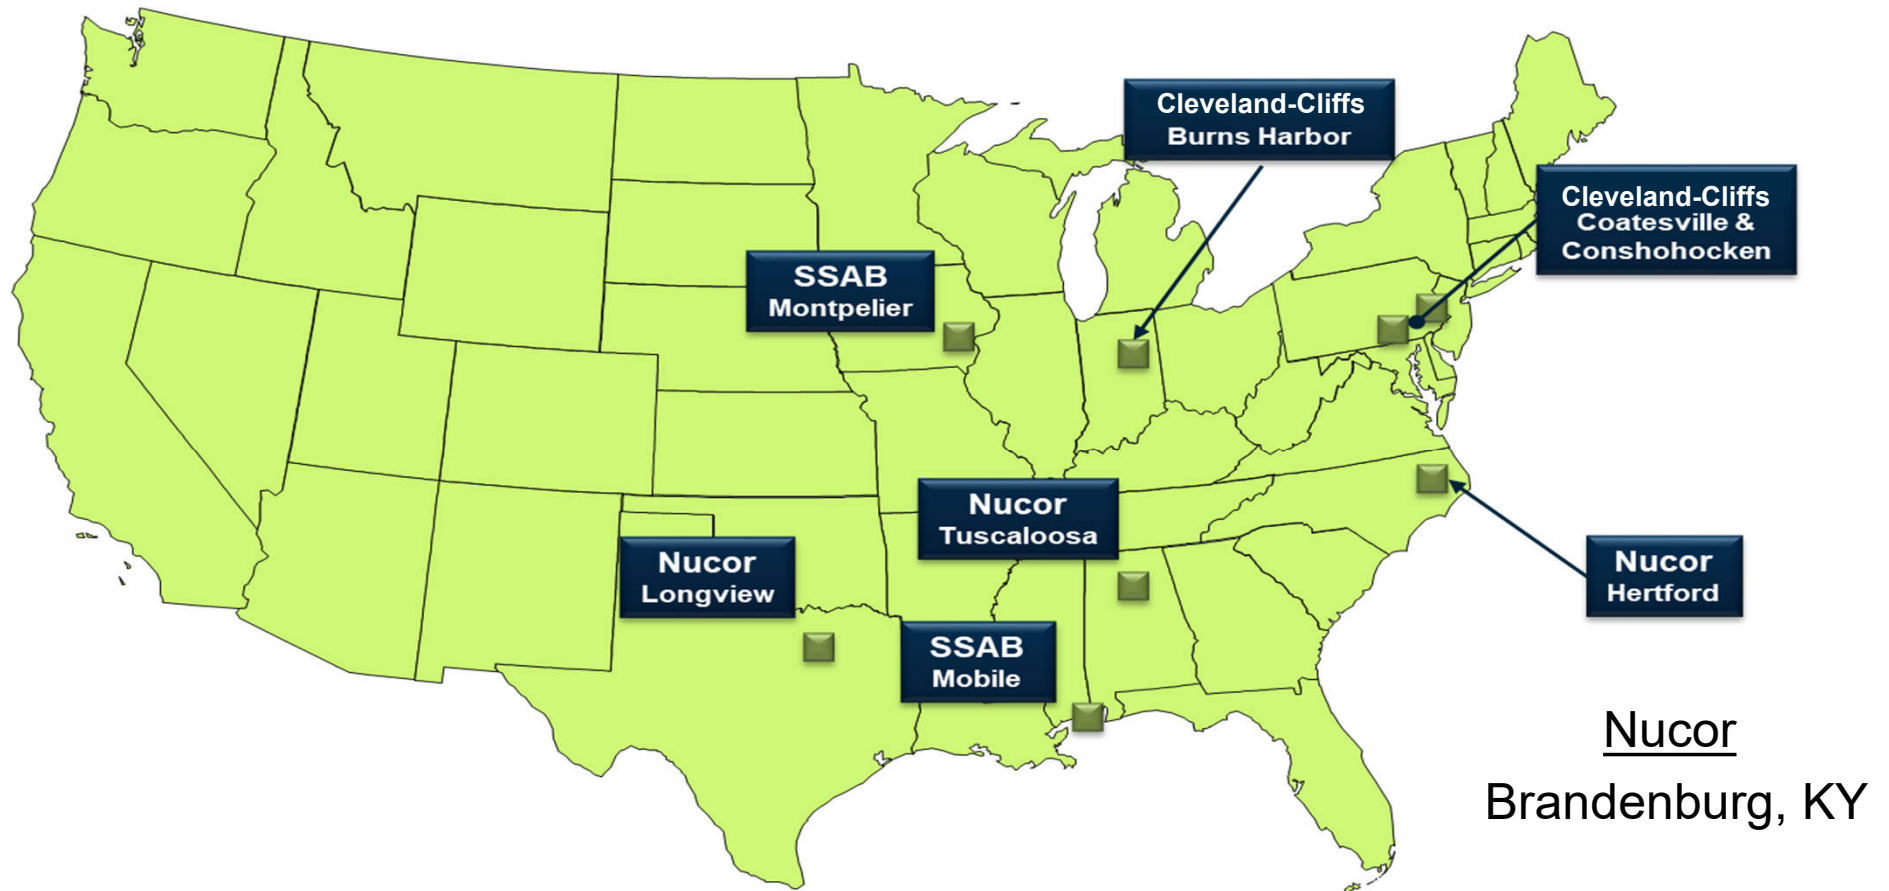 Cleveland-Cliffs
Burns Harbor
Cleveland-Cliffs
Coatesville &
Conshohocken
SSAB
Montpelier
Nucor
Tuscaloosa
Nucor
Longview
Nucor
Hertford
SSAB
Mobile
Nucor
Brandenburg, KY